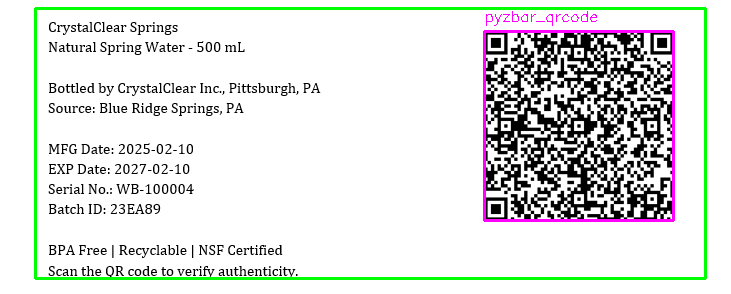 pyzbar_qrcode
CrystalClear Springs
Natural Spring Water - 500 mL
Bottled by CrystalClear Inc., Pittsburgh, PA
Source: Blue Ridge Springs, PA
MFG Date: 2025-02-10
EXP Date: 2027-02-10
Serial No.: WB-100004
Batch ID: 23EA89
BPA Free | Recyclable | NSF Certified
Scan the QR code to verify authenticity.